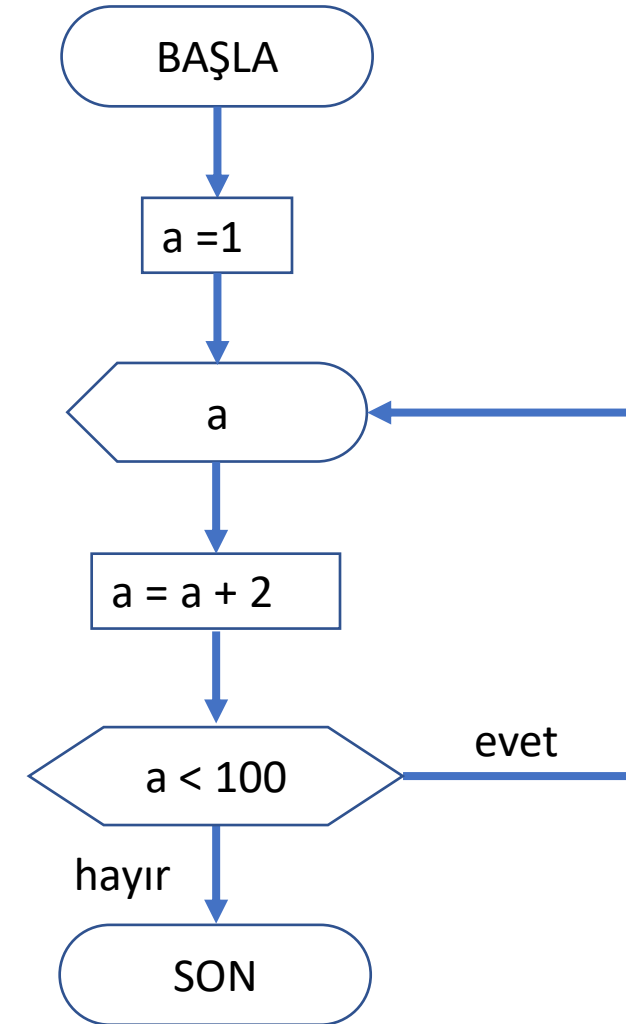 BAŞLA
a =1
a
a = a + 2
evet
a < 100
hayır
SON